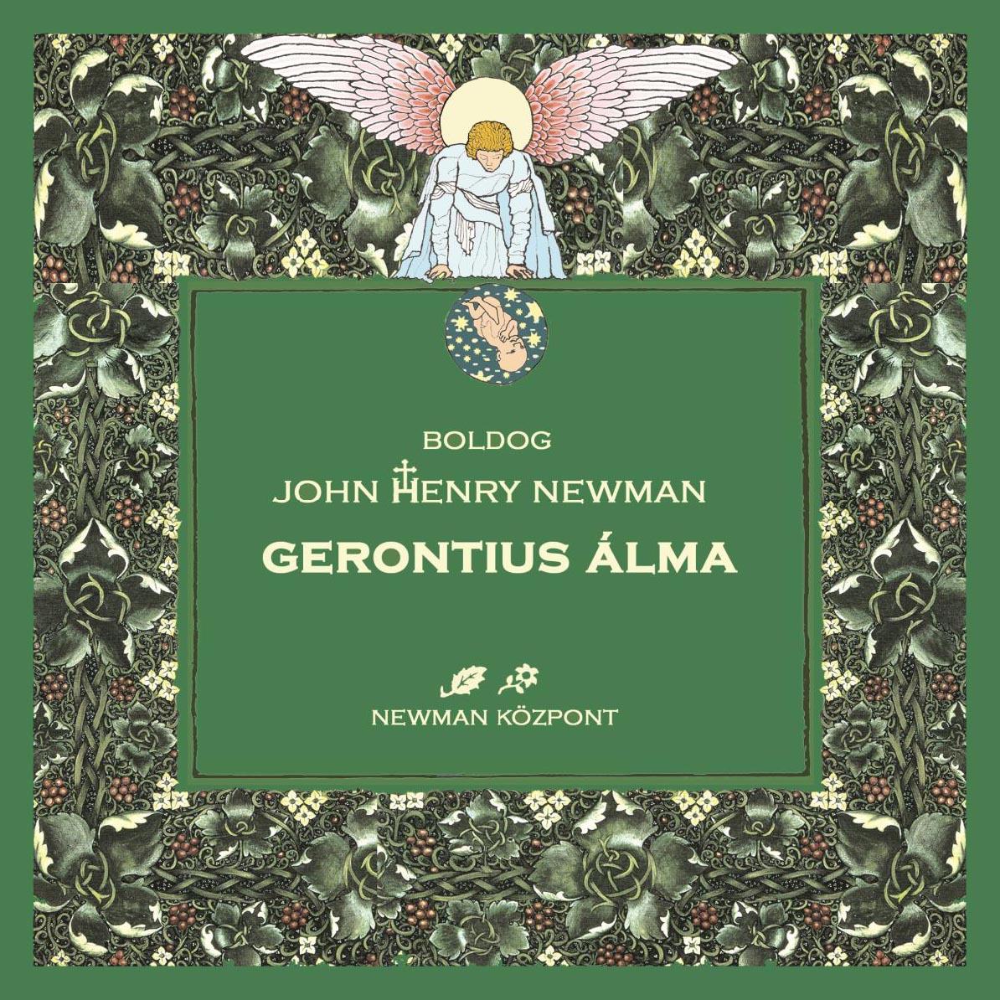 BOLDOG
JOHN HENRY NEWMAN
GERONTIUS ÁLMA
NEWMAN KÖZPONT